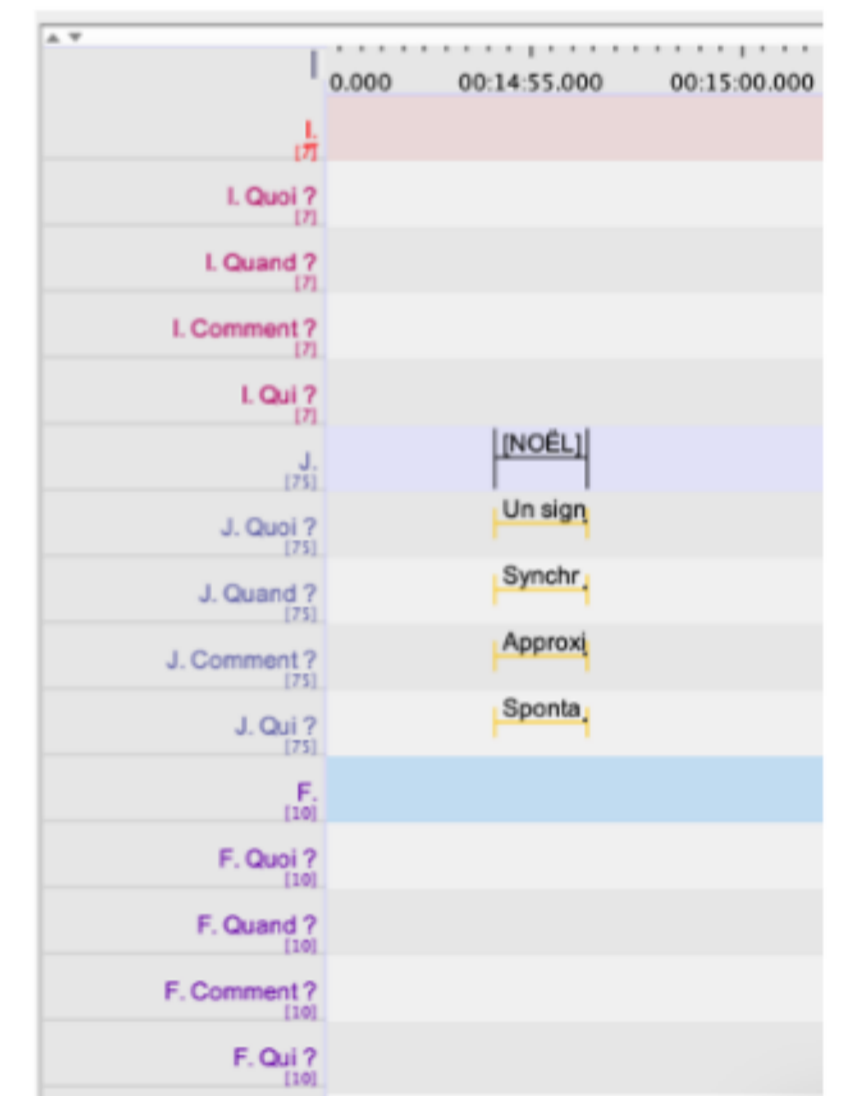 0.000 00:14:55.000 00:15:00.000
I.
[7]
I. Quoi ?
[7]
I. Quand ?
[7]
I. Comment ?
[7]
I. Qui ?
[7]
J. [NOËL]
[75]
J. Quoi ? Un sign
[75]
J. Quand ? Synchr
[75]
J. Comment ? Approxi
[75]
J. Qui ? Sponta
[75]
F.
[10]
F. Quoi ?
[10]
F. Quand ?
[10]
F. Comment ?
[10]
F. Qui ?
[10]